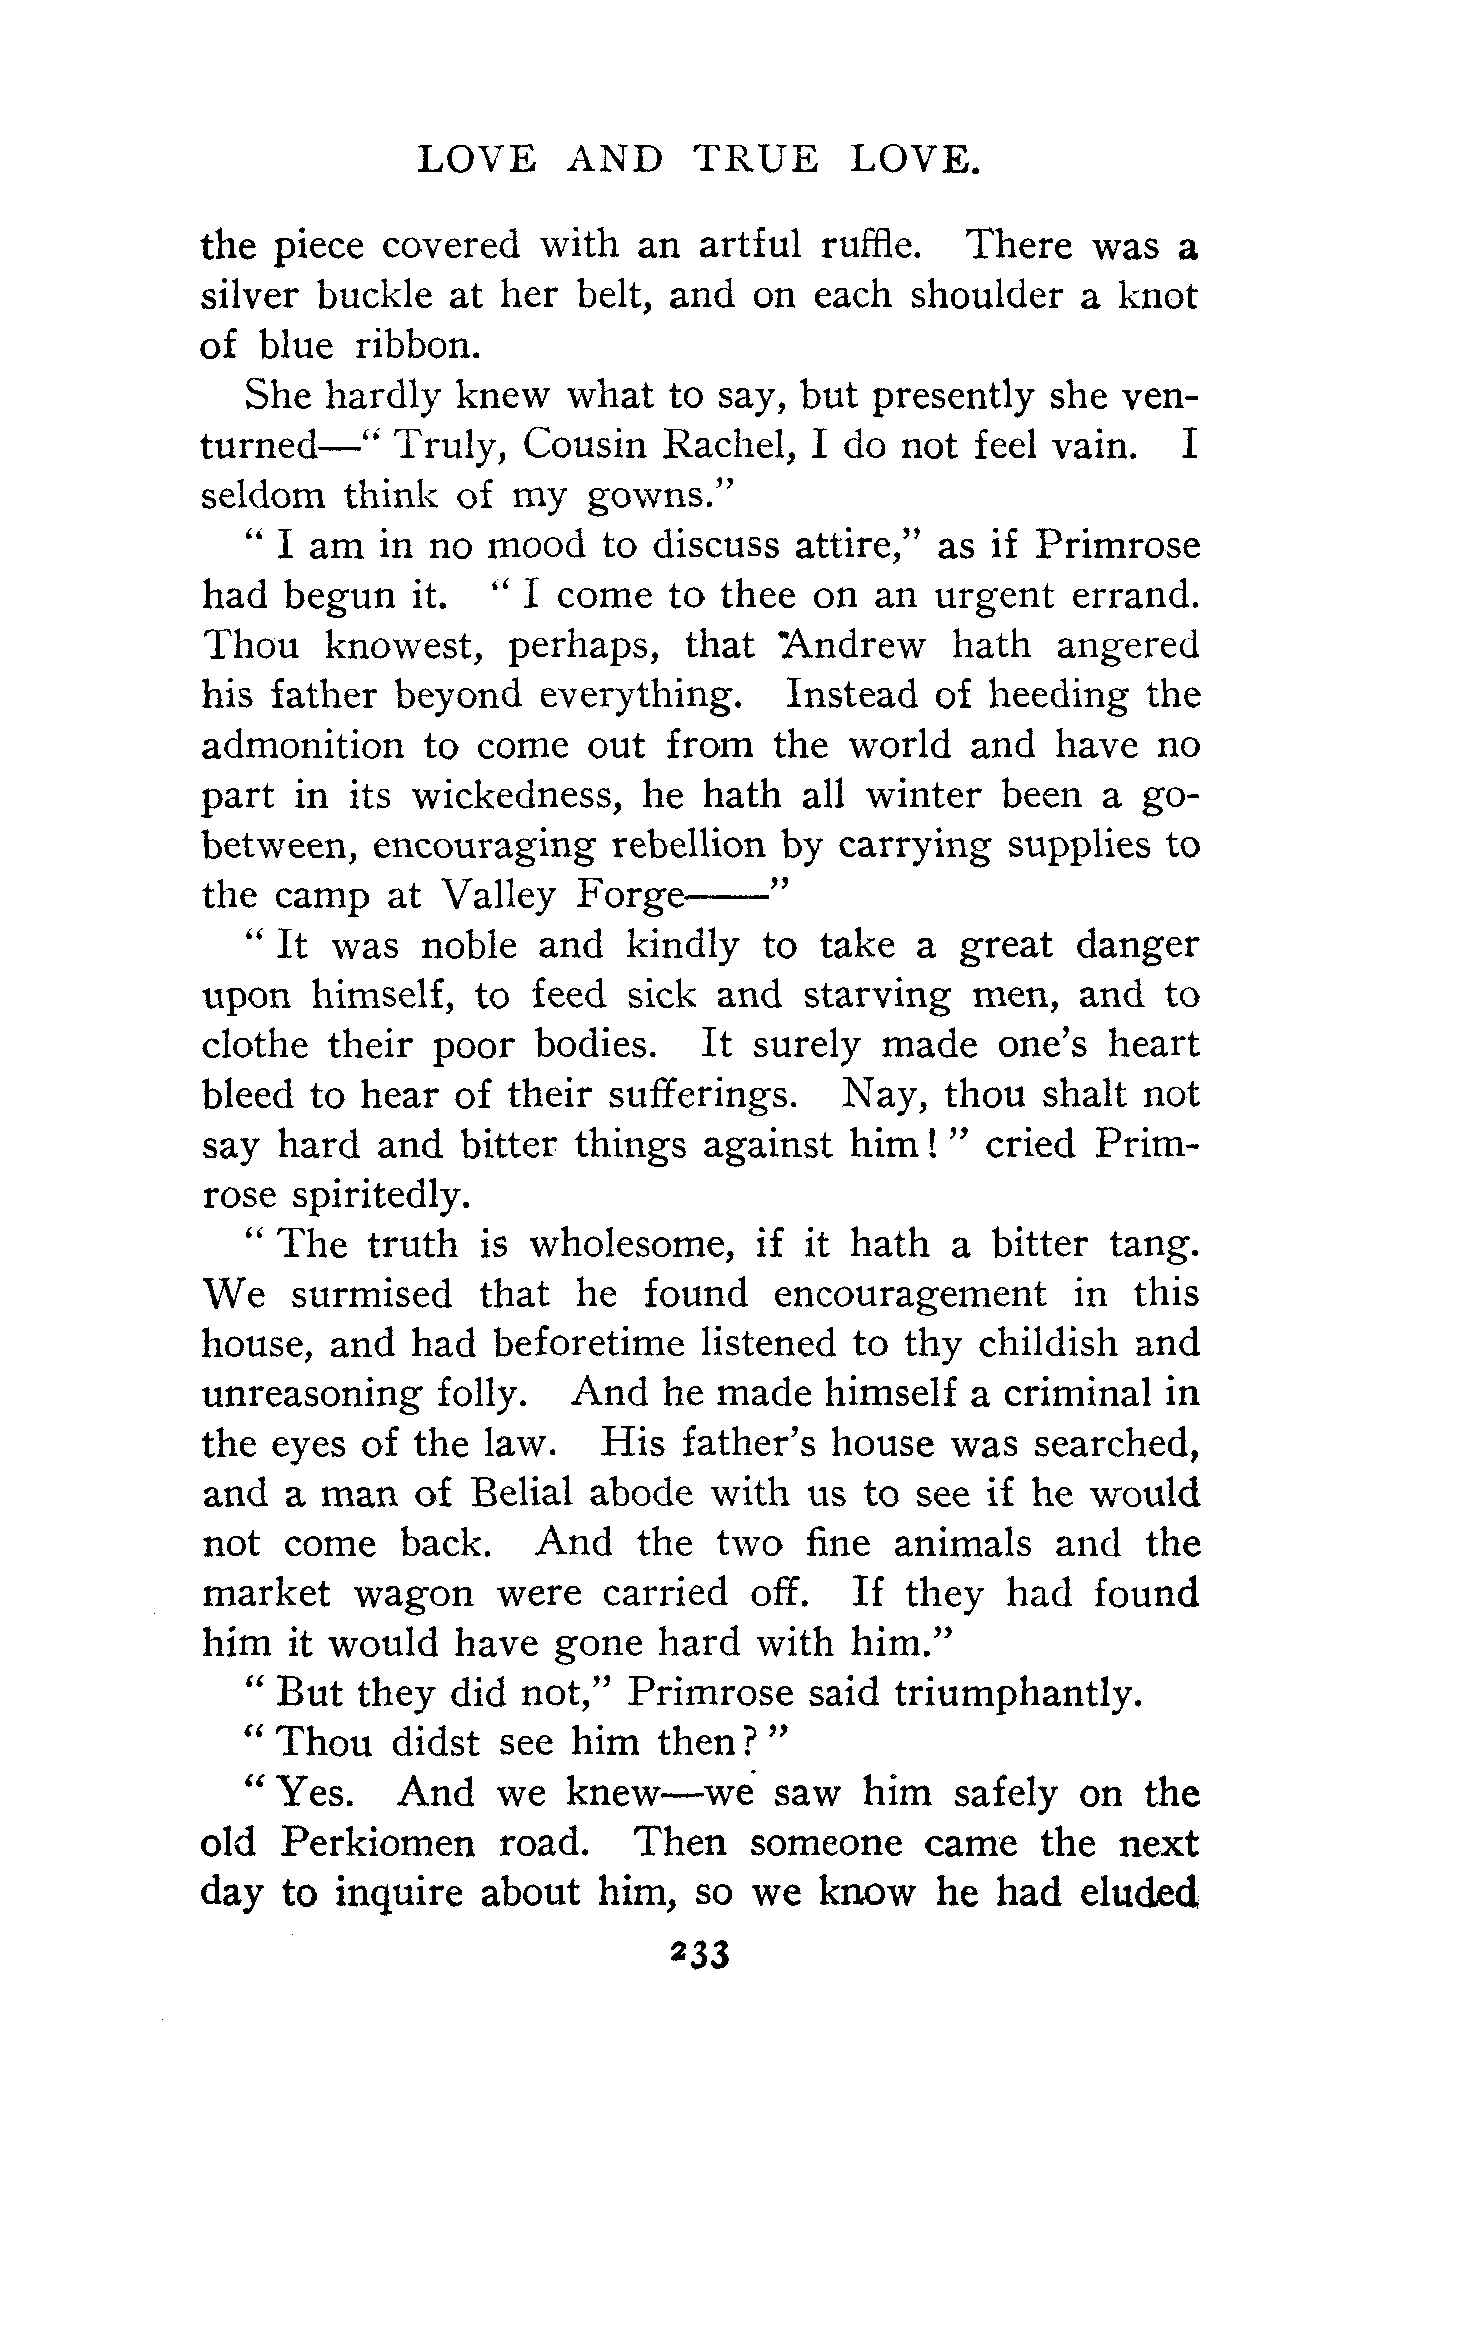 LOVE AND TRUE LOVE.
the piece covered with an artful ruffle. There was a
silver buckle at her belt, and on each shoulder a knot
of blue ribbon.
She hardly knew what to say, but presently she ven-
turned—“ Truly, Cousin Rachel, I do not feel vain. I
seldom think of my gowns.”
“ I am in no mood to discuss attire,” as if Primrose
had begun it. “ I come to thee on an urgent errand.
Thou knowest, perhaps, that Andrew hath angered
his father beyond everything. Instead of heeding the
admonition to come out from the world and have no
part in its wickedness, he hath all winter been a go-
between, encouraging rebellion by carrying supplies to
the camp at Valley Forge——”
“ It was noble and kindly to take a great danger
upon himself, to feed sick and starving men, and to
clothe their poor bodies. It surely made one’s heart
bleed to hear of their sufferings. Nay, thou shalt not
say hard and bitter things against him! ” cried Prim-
rose spiritedly.
“ The truth is wholesome, if it hath a bitter tang.
We surmised that he found encouragement in this
house, and had beforetime listened to thy childish and
unreasoning folly. And he made himself a criminal in
the eyes of the law. His father’s house was searched,
and a man of Belial abode with us to see if he would
not come back. And the two fine animals and the
market wagon were carried off. If they had found
him it would have gone hard with him.”
“ But they did not,” Primrose said triumphantly.
“ Thou didst see him then? ”
“ Yes. And we knew—we saw him safely on the
old Perkiomen road. Then someone came the next
day to inquire about him, so we know he had eluded
233